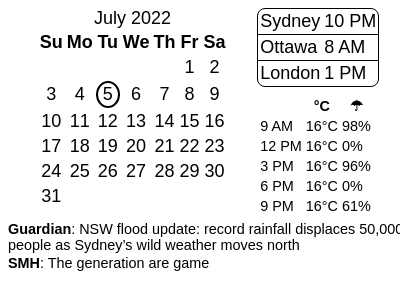 July 2022
Su Mo Tu We Th Fr Sa
1 2
3 4 5 6 7 8 9
10 11 12 13 14 15 16
17 18 19 20 21 22 23
24 25 26 27 28 29 30
31
Sydney 10 PM
Ottawa 8 AM
London 1 PM
°C ☂
9 AM 16°C 98%
12 PM 16°C 0%
3 PM 16°C 96%
6 PM 16°C 0%
9 PM 16°C 61%
Guardian: NSW flood update: record rainfall displaces 50,000
people as Sydney’s wild weather moves north
SMH: The generation are game